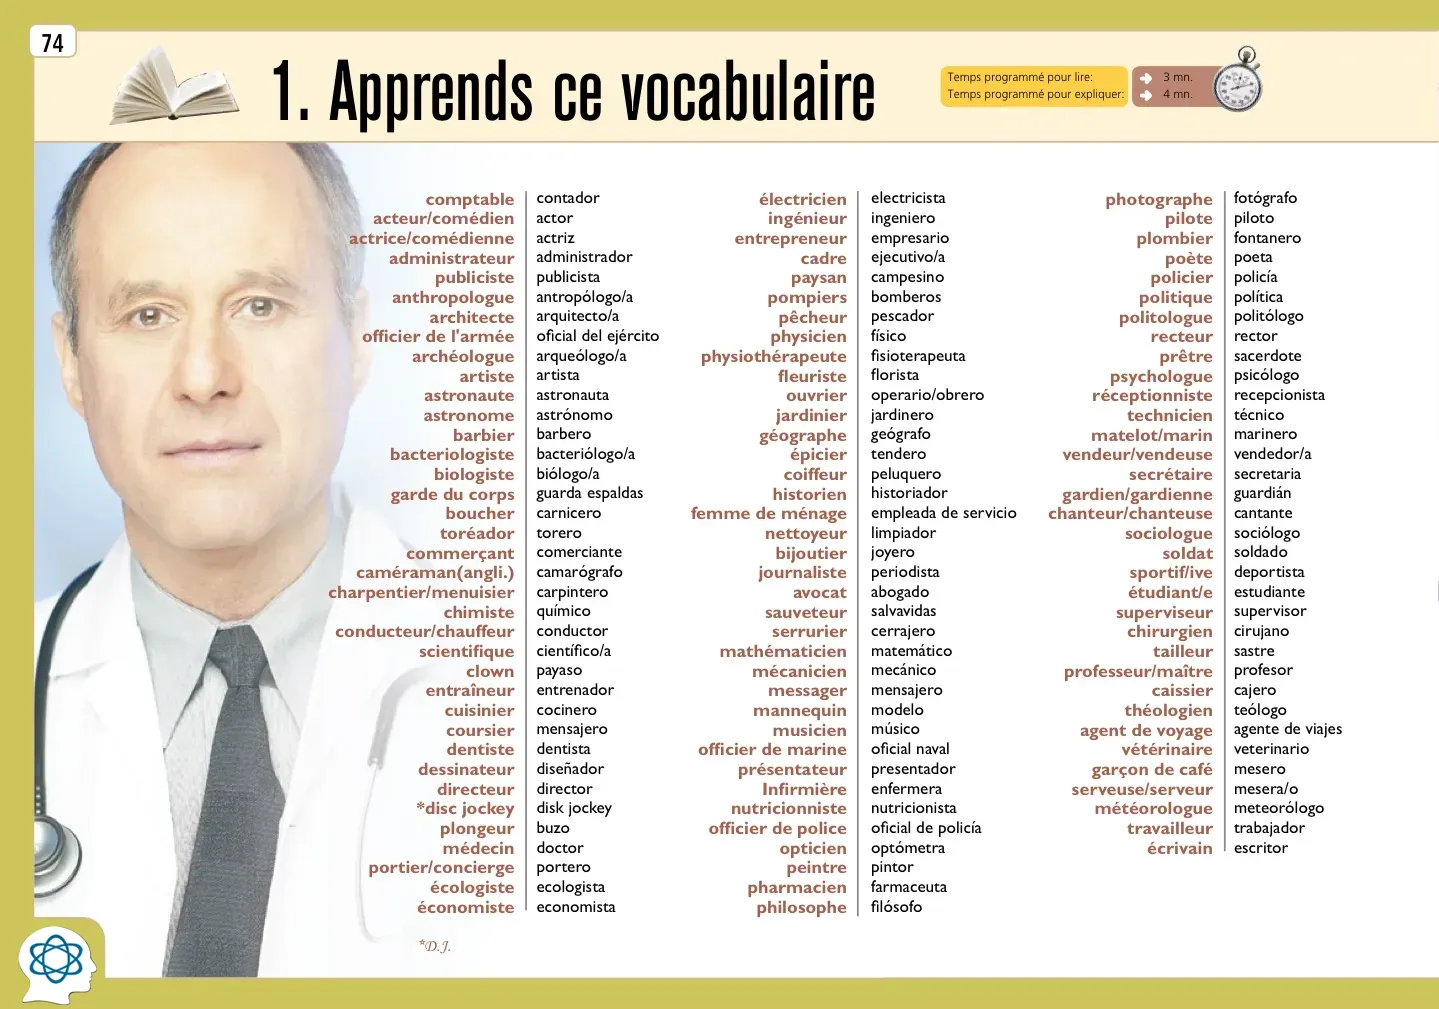 74
1. Apprends ce vocabulaire
Temps programmé pour lire: 3 mn.
Temps programmé pour expliquer: 4 mn.
comptable contador
acteur/comédien actor
actrice/comédienne actriz
administrateur administrador
publiciste publicista
anthropologue antropólogo/a
architecte arquitecto/a
officier de l'armée oficial del ejército
archéologue arqueólogo/a
artiste artista
astronaute astronauta
astronome astrónomo
barbier barbero
bacteriologiste bacteriólogo/a
biologiste biólogo/a
garde du corps guarda espaldas
boucher carnicero
toréador torero
commerçant comerciante
caméraman(angli.) camarógrafo
charpentier/menuisier carpintero
chimiste químico
conducteur/chauffeur conductor
scientifique científico/a
clown payaso
entraîneur entrenador
cuisinier cocinero
coursier mensajero
dentiste dentista
dessinateur diseñador
directeur director
*disc jockey disk jockey
plongeur buzo
médecin doctor
portier/concierge portero
écologiste ecologista
économiste economista
*D.J.
électricien electricista
ingénieur ingeniero
entrepreneur empresario
cadre ejecutivo/a
paysan campesino
pompiers bomberos
pêcheur pescador
physicien físico
physiothérapeute fisioterapeuta
fleuriste florista
ouvrier operario/obrero
jardinier jardinero
géographe geógrafo
épicier tendero
coiffeur peluquero
historien historiador
femme de ménage empleada de servicio
nettoyeur limpiador
bijoutier joyero
journaliste periodista
avocat abogado
sauveteur salvavidas
serrurier cerrajero
mathématicien matemático
mécanicien mecánico
messager mensajero
mannequin modelo
musicien músico
officier de marine oficial naval
présentateur presentador
Infirmière enfermera
nutricionniste nutricionista
officier de police oficial de policía
opticien optómetra
peintre pintor
pharmacien farmaceuta
philosophe filósofo
photographe fotógrafo
pilote piloto
plombier fontanero
poète poeta
policier policía
politique política
politologue politólogo
recteur rector
prêtre sacerdote
psychologue psicólogo
réceptionniste recepcionista
technicien técnico
matelot/marin marinero
vendeur/vendeuse vendedor/a
secrétaire secretaria
gardien/gardienne guardián
chanteur/chanteuse cantante
sociologue sociólogo
soldat soldado
sportif/ive deportista
étudiant/e estudiante
superviseur supervisor
chirurgien cirujano
tailleur sastre
professeur/maître profesor
caissier cajero
théologien teólogo
agent de voyage agente de viajes
vétérinaire veterinario
garçon de café mesero
serveuse/serveur mesera/o
météorologue meteorólogo
travailleur trabajador
écrivain escritor